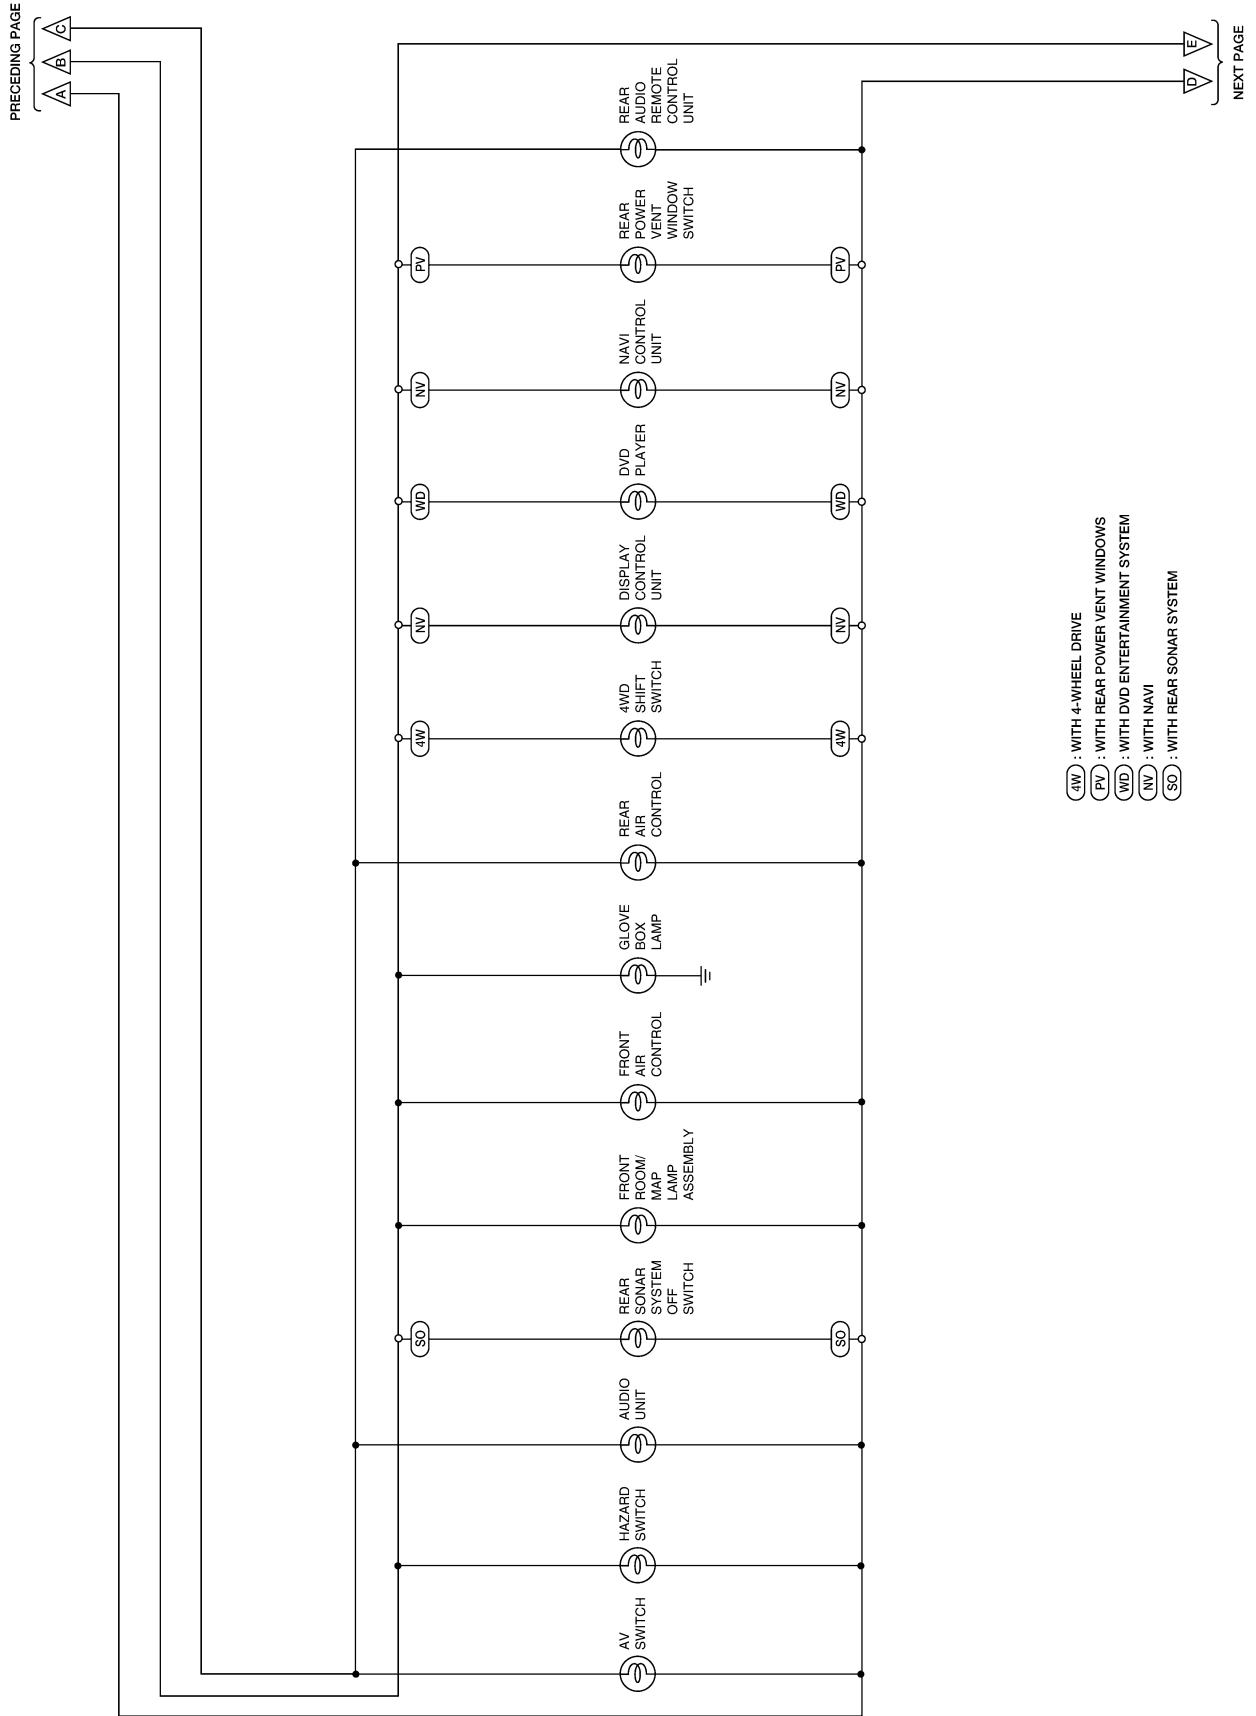 PRECEDING PAGE
A
B
C
AV
SWITCH
HAZARD
SWITCH
AUDIO
UNIT
REAR
SONAR
SYSTEM
OFF
SWITCH
SO
SO
FRONT
ROOM/
MAP
LAMP
ASSEMBLY
FRONT
AIR
CONTROL
GLOVE
BOX
LAMP
REAR
AIR
CONTROL
4WD
SHIFT
SWITCH
4W
4W
DISPLAY
CONTROL
UNIT
NV
NV
DVD
PLAYER
WD
WD
NAVI
CONTROL
UNIT
NV
NV
REAR
POWER
VENT
WINDOW
SWITCH
PV
PV
REAR
AUDIO
REMOTE
CONTROL
UNIT
E
D
NEXT PAGE
4W : WITH 4-WHEEL DRIVE
PV : WITH REAR POWER VENT WINDOWS
WD : WITH DVD ENTERTAINMENT SYSTEM
NV : WITH NAVI
SO : WITH REAR SONAR SYSTEM